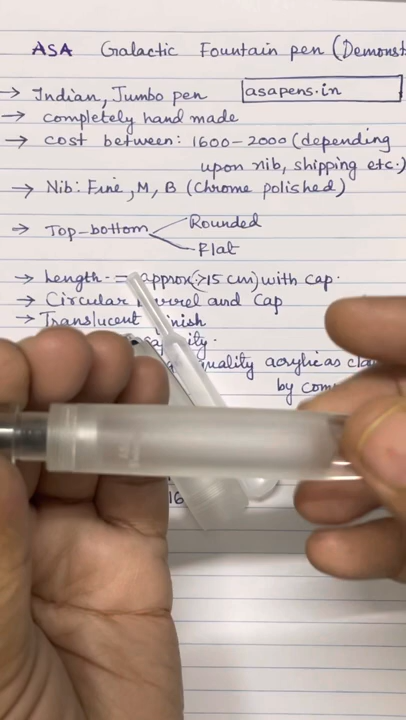 ASA Galactic Fountain pen (Demonst
→ Indian, Jumbo pen
asapens.in
→ completely hand made
→ cost between: 1600-2000 (depending
upon nib, shipping etc.)
→ Nib: Fine, M, B (Chrome polished)
→ Top-bottom
Rounded
Flat
→ Length - = approx (>15 cm) with cap.
→ Circular and Cap
→ Translucent
quality acrylic as
by
16